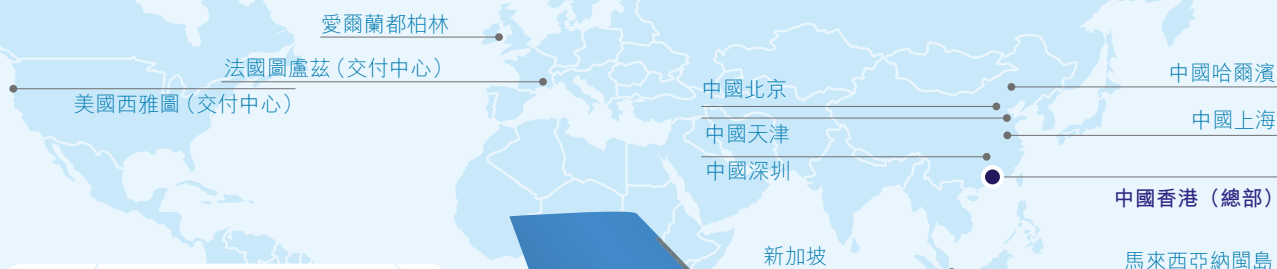 愛爾蘭都柏林
法國圖盧茲（交付中心）
美國西雅圖（交付中心）
中國北京
中國天津
中國深圳
中國哈爾濱
中國上海
中國香港（總部）
新加坡
馬來西亞納閩島